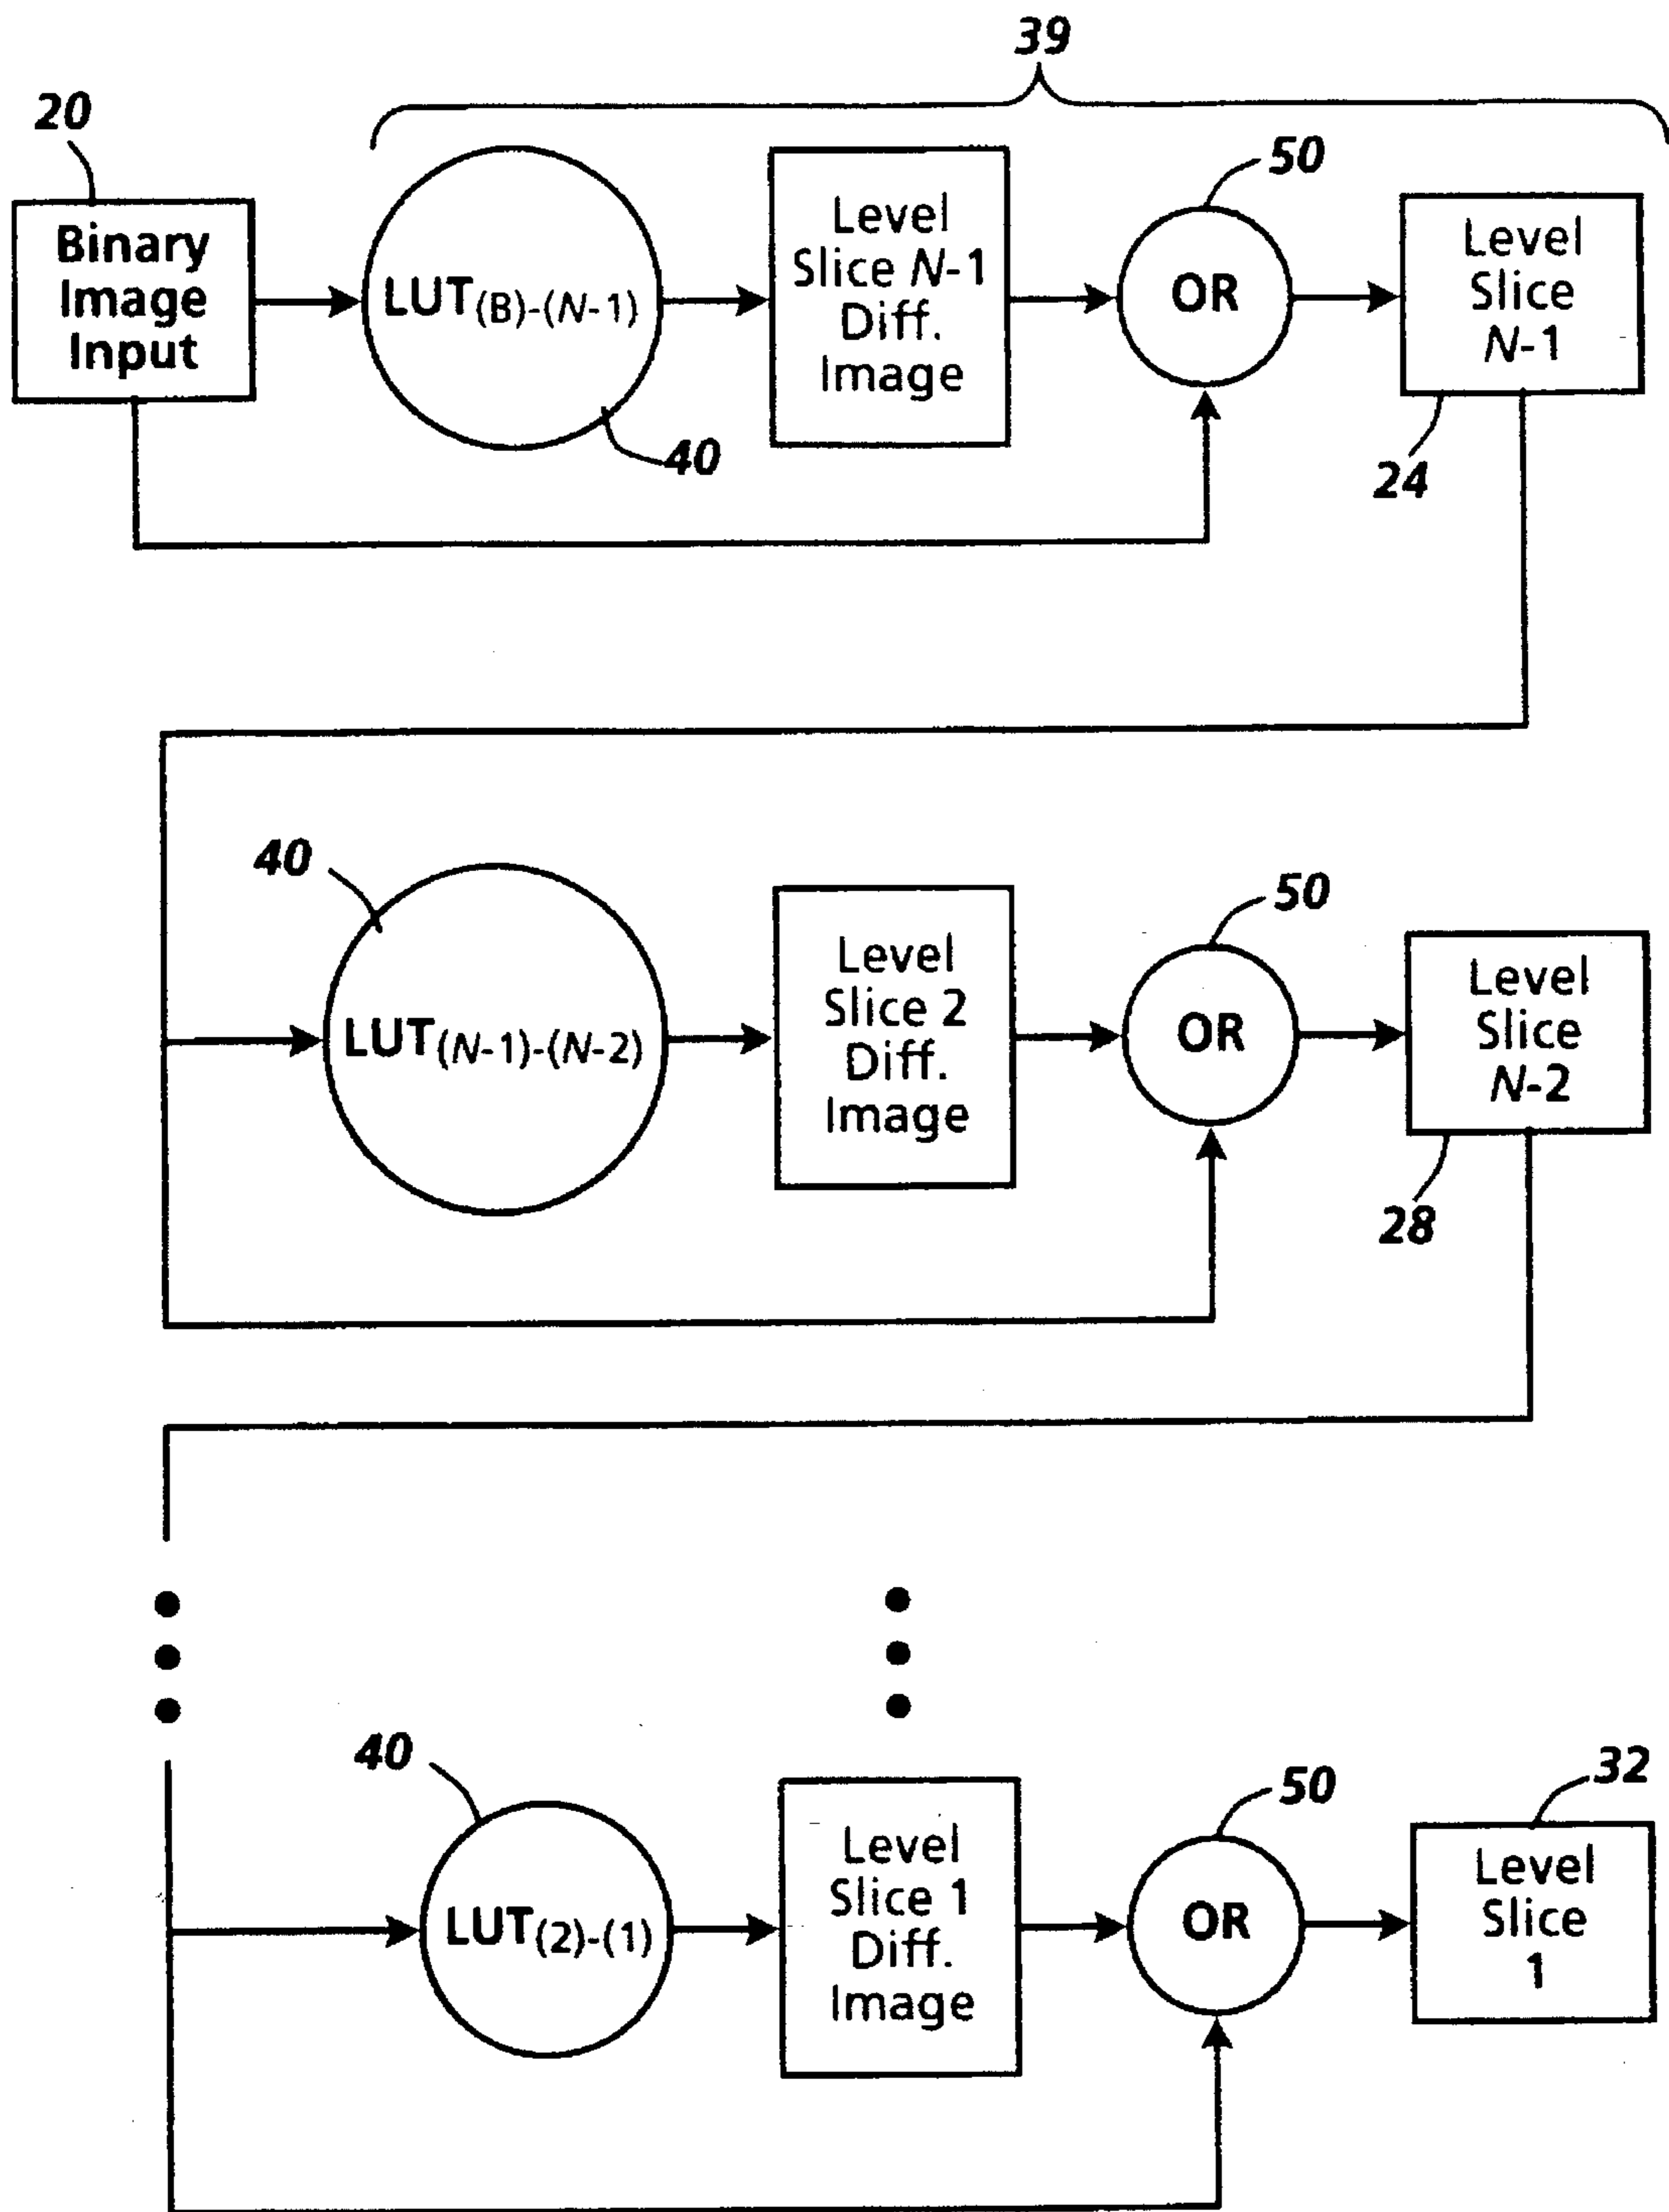 39
20
Binary
Image
Input
LUT(B)-(N-1)
40
Level
Slice N-1
Diff.
Image
50
OR
Level
Slice
N-1
24
40
LUT(N-1)-(N-2)
Level
Slice 2
Diff.
Image
50
OR
Level
Slice
N-2
28
40
LUT(2)-(1)
Level
Slice 1
Diff.
Image
50
OR
32
Level
Slice
1